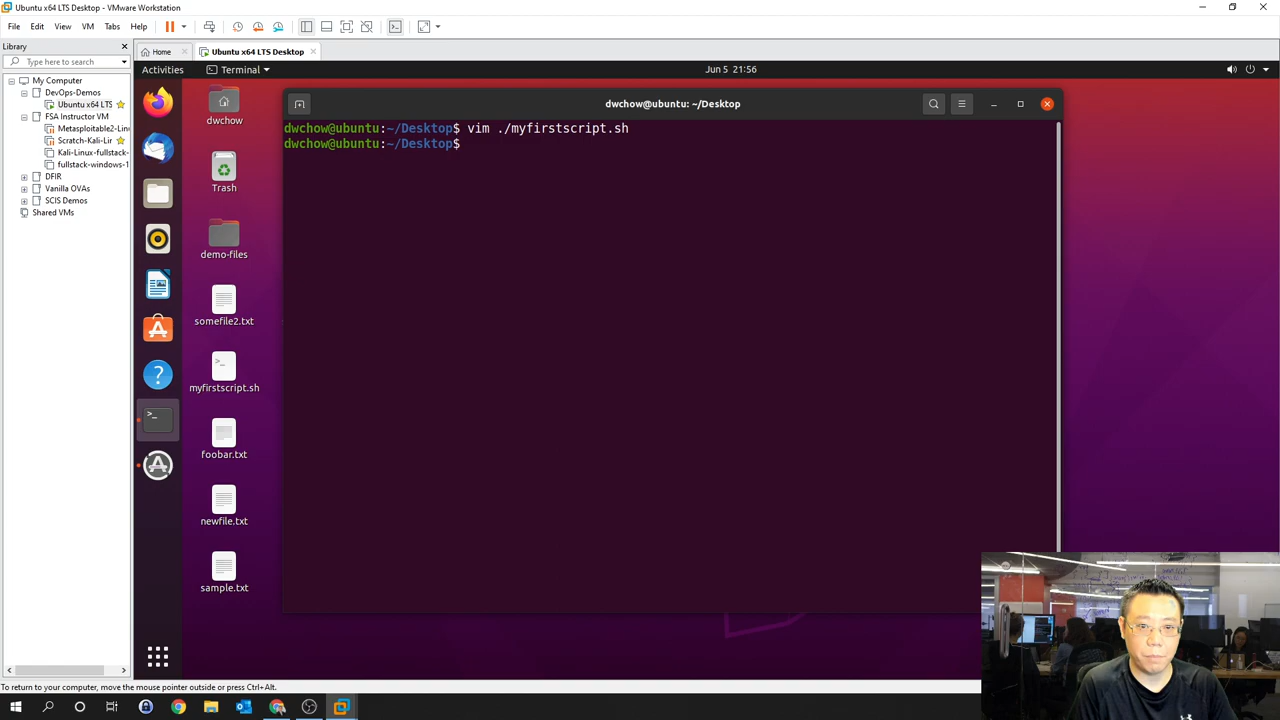 Ubuntu x64 LTS Desktop - VMware Workstation
File Edit View VM Tabs Help
Library
Type here to search
My Computer
DevOps-Demos
Ubuntu x64 LTS
FSA Instructor VM
Metasploitable2-Lin
Scratch-Kali-Lir
Kali-Linux-fullstack-
fullstack-windows-1
DFIR
Vanilla OVAs
SCIS Demos
Shared VMs
Home
Ubuntu x64 LTS Desktop
Activities
Terminal
Jun 5 21:56
dwchow
Trash
demo-files
somefile2.txt
myfirstscript.sh
foobar.txt
newfile.txt
sample.txt
dwchow@ubuntu: ~/Desktop
dwchow@ubuntu:~/Desktop$ vim ./myfirstscript.sh
dwchow@ubuntu:~/Desktop$
To return to your computer, move the mouse pointer outside or press Ctrl+Alt.